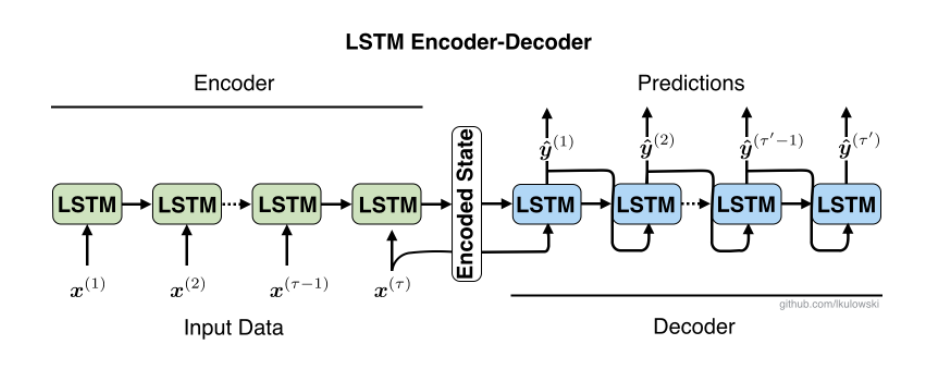 LSTM Encoder-Decoder
Encoder
Predictions
ŷ⁽¹⁾ ŷ⁽²⁾ ŷ⁽τ′⁻¹⁾ ŷ⁽τ′⁾
LSTM LSTM LSTM LSTM
Encoded State
LSTM LSTM LSTM LSTM
x⁽¹⁾ x⁽²⁾ x⁽τ⁻¹⁾ x⁽τ⁾
github.com/lkulowski
Input Data
Decoder